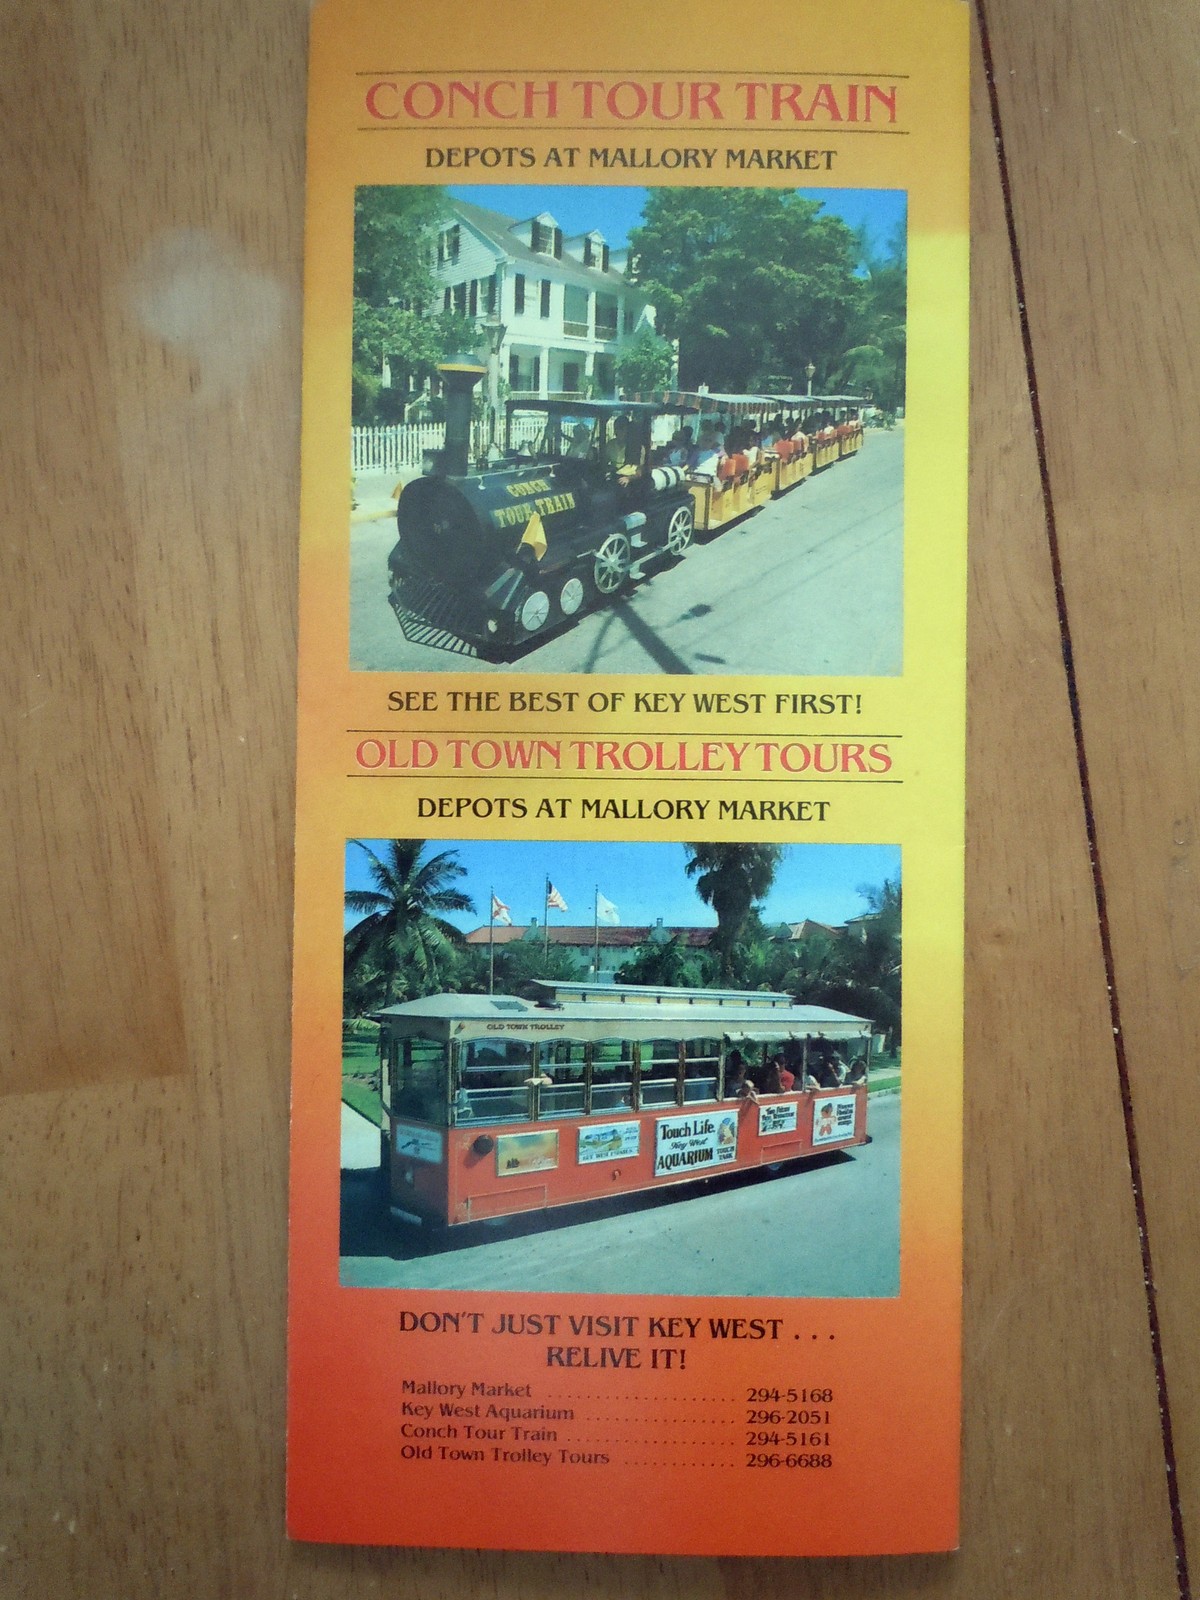 CONCH TOUR TRAIN
DEPOTS AT MALLORY MARKET
CONCH
TOUR TRAIN
SEE THE BEST OF KEY WEST FIRST!
OLD TOWN TROLLEY TOURS
DEPOTS AT MALLORY MARKET
OLD TOWN TROLLEY
Touch Life.
Key West
AQUARIUM
TOUCH
TANK
DON'T JUST VISIT KEY WEST . . .
RELIVE IT!
Mallory Market .................... 294-5168
Key West Aquarium ................ 296-2051
Conch Tour Train .................. 294-5161
Old Town Trolley Tours ............ 296-6688